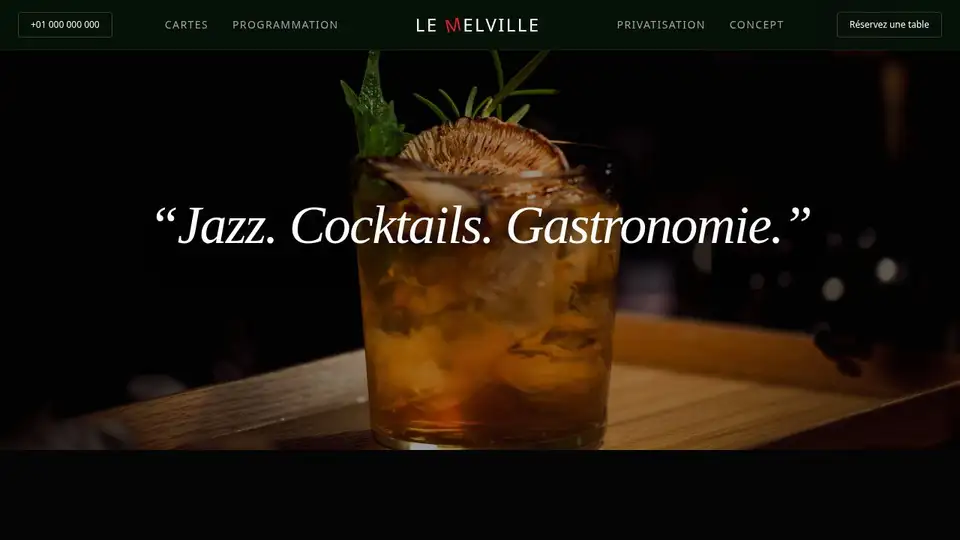 +01 000 000 000
CARTES
PROGRAMMATION
LE MELVILLE
PRIVATISATION
CONCEPT
Réservez une table
“Jazz. Cocktails. Gastronomie.”